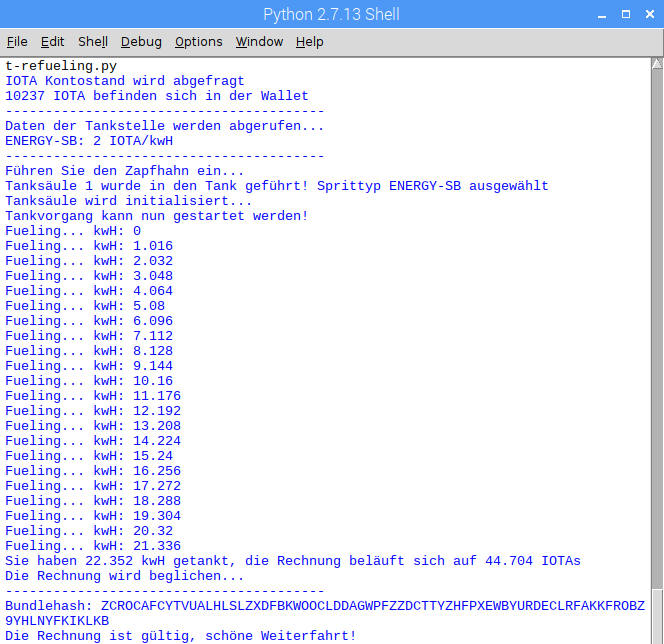 Python 2.7.13 Shell
File Edit Shell Debug Options Window Help
t-refueling.py
IOTA Kontostand wird abgefragt
10237 IOTA befinden sich in der Wallet
----------------------------------------
Daten der Tankstelle werden abgerufen...
ENERGY-SB: 2 IOTA/kwH
----------------------------------------
Führen Sie den Zapfhahn ein...
Tanksäule 1 wurde in den Tank geführt! Sprittyp ENERGY-SB ausgewählt
Tanksäule wird initialisiert...
Tankvorgang kann nun gestartet werden!
Fueling... kwH: 0
Fueling... kwH: 1.016
Fueling... kwH: 2.032
Fueling... kwH: 3.048
Fueling... kwH: 4.064
Fueling... kwH: 5.08
Fueling... kwH: 6.096
Fueling... kwH: 7.112
Fueling... kwH: 8.128
Fueling... kwH: 9.144
Fueling... kwH: 10.16
Fueling... kwH: 11.176
Fueling... kwH: 12.192
Fueling... kwH: 13.208
Fueling... kwH: 14.224
Fueling... kwH: 15.24
Fueling... kwH: 16.256
Fueling... kwH: 17.272
Fueling... kwH: 18.288
Fueling... kwH: 19.304
Fueling... kwH: 20.32
Fueling... kwH: 21.336
Sie haben 22.352 kwH getankt, die Rechnung beläuft sich auf 44.704 IOTAs
Die Rechnung wird beglichen...
----------------------------------------
Bundlehash: ZCROCAFCYTVUALHLSLZXDFBKWOOCLDDAGWPFZZDCTTYZHFPXEWBYURDECLRFAKKFROBZ
9YHLNYFKIKLKB
Die Rechnung ist gültig, schöne Weiterfahrt!